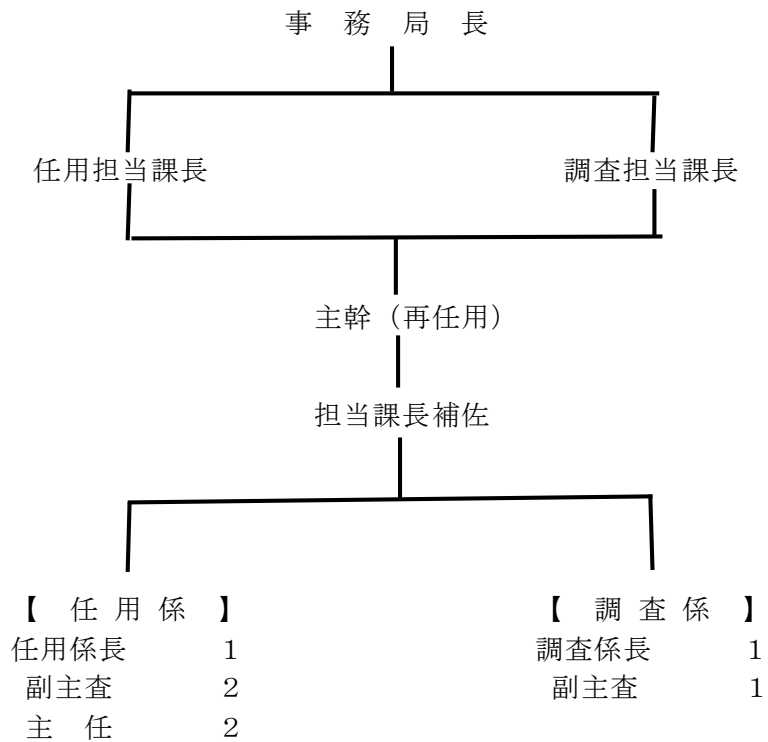 事 務 局 長
任用担当課長 調査担当課長
主幹（再任用）
担当課長補佐
【 任 用 係 】 【 調 査 係 】
任用係長 1 調査係長 1
副主査 2 副主査 1
主 任 2